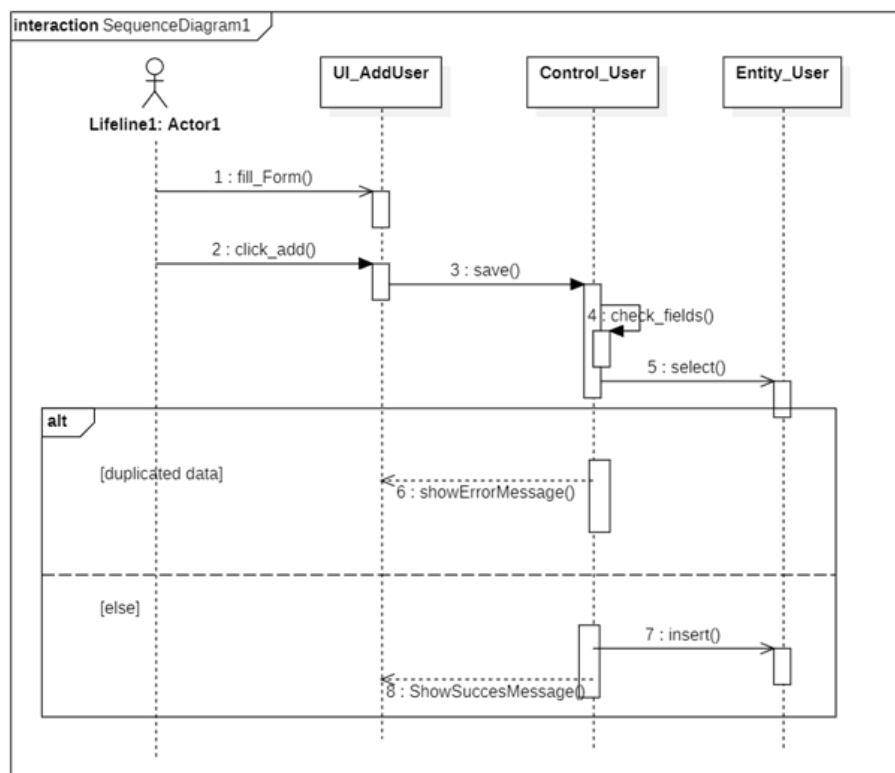 interaction SequenceDiagram1
UI_AddUser
Control_User
Entity_User
Lifeline1: Actor1
1 : fill_Form()
2 : click_add()
3 : save()
4 : check_fields()
5 : select()
alt
[duplicated data]
6 : showErrorMessage()
[else]
7 : insert()
8 : ShowSuccesMessage()